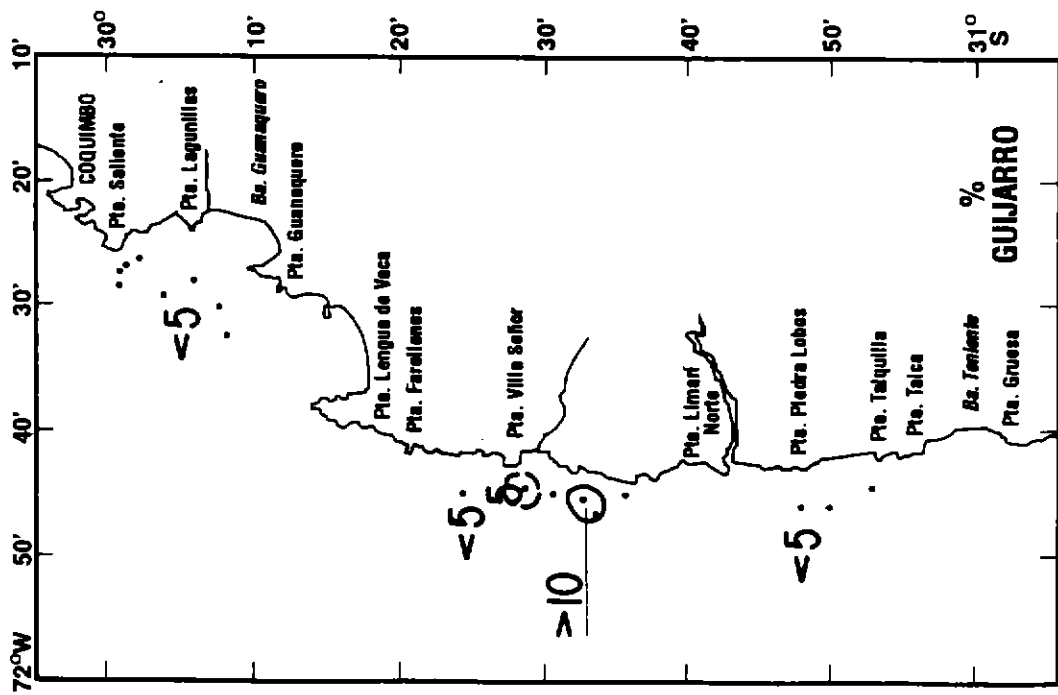 72°W
50'
40'
30'
20'
10'
30°
10'
20'
30'
40'
50'
31°
S
COQUIMBO
Pta. Saliente
Pta. Lagunillas
Ba. Guanaquero
Pta. Guanaquero
Pta. Lengua de Vaca
Pta. Farellones
Pta. Villa Señor
Pta. Limarí
Norte
Pta. Piedra Lobos
Pta. Talquilla
Pta. Talca
Ba. Teniente
Pta. Gruesa
<5
<5
5
>10
<5
%
GUIJARRO